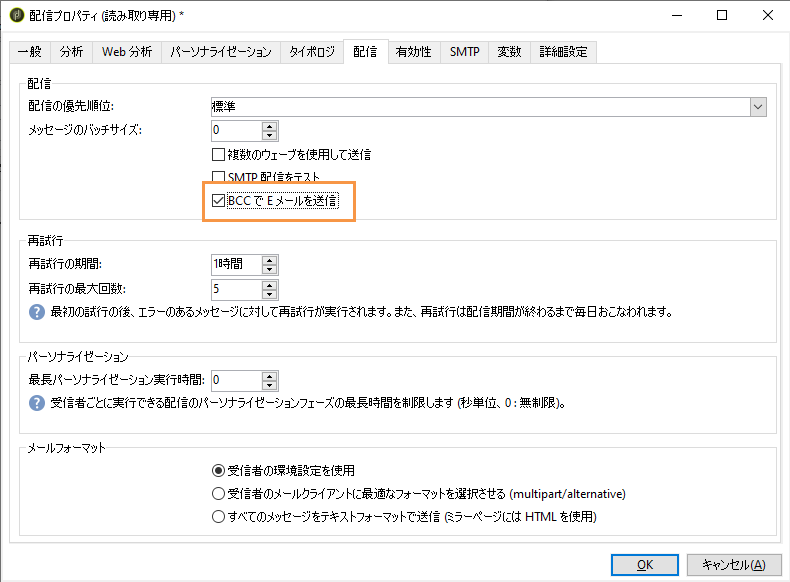 配信プロパティ (読み取り専用) *
一般 分析 Web 分析 パーソナライゼーション タイポロジ 配信 有効性 SMTP 変数 詳細設定
配信
配信の優先順位: 標準
メッセージのバッチサイズ: 0
複数のウェーブを使用して送信
SMTP 配信をテスト
BCC で E メールを送信
再試行
再試行の期間: 1時間
再試行の最大回数: 5
? 最初の試行の後、エラーのあるメッセージに対して再試行が実行されます。また、再試行は配信期間が終わるまで毎日おこなわれます。
パーソナライゼーション
最長パーソナライゼーション実行時間: 0
? 受信者ごとに実行できる配信のパーソナライゼーションフェーズの最長時間を制限します (秒単位、0 : 無制限)。
メールフォーマット
受信者の環境設定を使用
受信者のメールクライアントに最適なフォーマットを選択させる (multipart/alternative)
すべてのメッセージをテキストフォーマットで送信 (ミラーページには HTML を使用)
OK キャンセル(A)